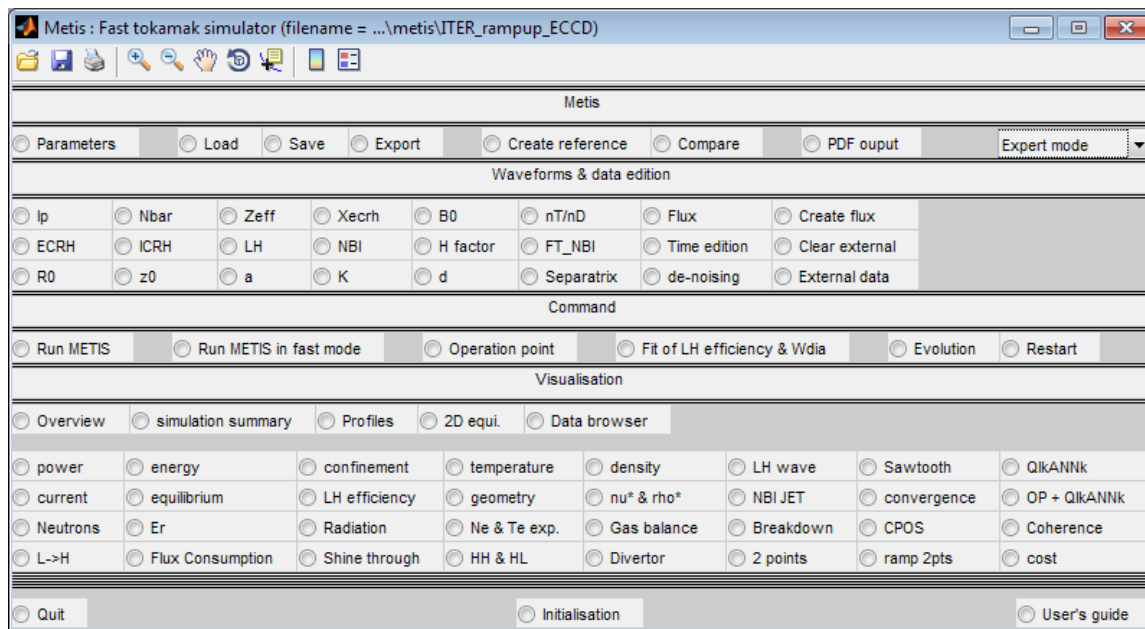 Metis : Fast tokamak simulator (filename = ...\metis\ITER_rampup_ECCD)
Metis
Parameters Load Save Export Create reference Compare PDF ouput Expert mode
Waveforms & data edition
Ip Nbar Zeff Xecrh B0 nT/nD Flux Create flux
ECRH ICRH LH NBI H factor FT_NBI Time edition Clear external
R0 z0 a K d Separatrix de-noising External data
Command
Run METIS Run METIS in fast mode Operation point Fit of LH efficiency & Wdia Evolution Restart
Visualisation
Overview simulation summary Profiles 2D equi. Data browser
power energy confinement temperature density LH wave Sawtooth QlkANNk
current equilibrium LH efficiency geometry nu* & rho* NBI JET convergence OP + QlkANNk
Neutrons Er Radiation Ne & Te exp. Gas balance Breakdown CPOS Coherence
L->H Flux Consumption Shine through HH & HL Divertor 2 points ramp 2pts cost
Quit Initialisation User's guide